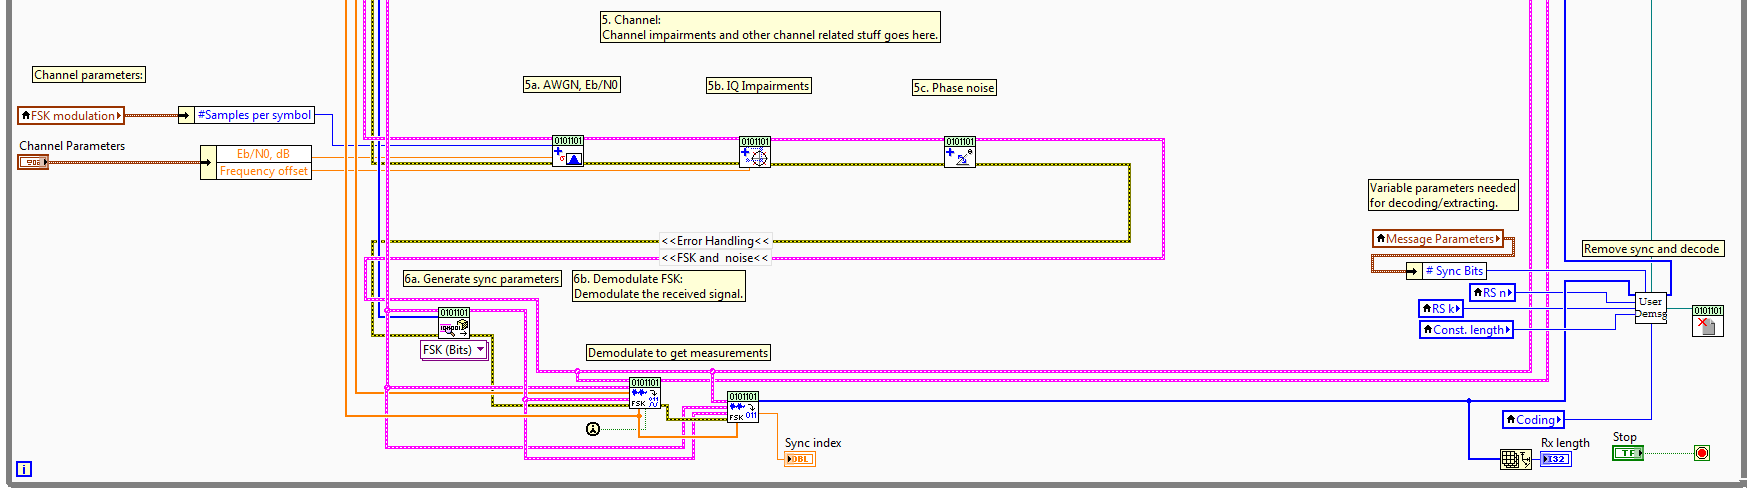 5. Channel:
Channel impairments and other channel related stuff goes here.
Channel parameters:
5a. AWGN, Eb/N0
5b. IQ Impairments
5c. Phase noise
FSK modulation
#Samples per symbol
Channel Parameters
Eb/N0, dB
Frequency offset
0101101
0101101
0101101
Variable parameters needed
for decoding/extracting.
<<Error Handling<<
<<FSK and noise<<
Message Parameters
Remove sync and decode
# Sync Bits
6a. Generate sync parameters
6b. Demodulate FSK:
Demodulate the received signal.
RS n
RS k
Const. length
User
Demsg
0101101
0101101
FSK (Bits)
Demodulate to get measurements
0101101
FSK
0101101
FSK 011
Coding
Sync index
DBL
Rx length
I32
Stop
TF
i